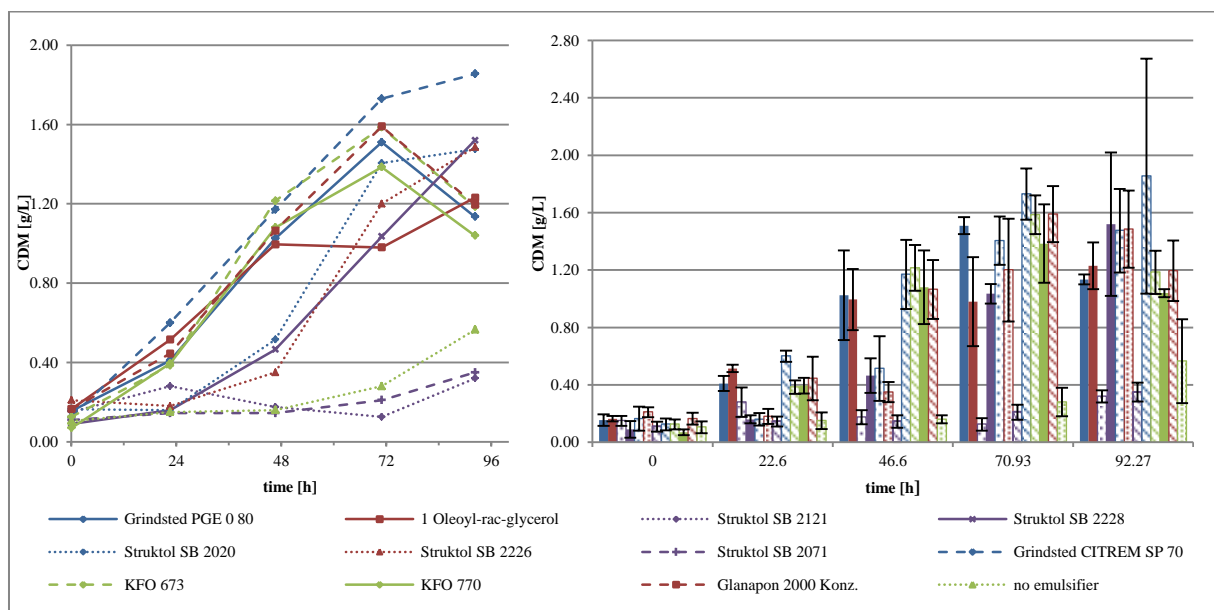 2.00
1.60
1.20
0.80
0.40
0.00
CDM [g/L]
0 24 48 72 96
time [h]
2.80
2.40
2.00
1.60
1.20
0.80
0.40
0.00
CDM [g/L]
0 22.6 46.6 70.93 92.27
time [h]
Grindsted PGE 0 80 1 Oleoyl-rac-glycerol Struktol SB 2121 Struktol SB 2228
Struktol SB 2020 Struktol SB 2226 Struktol SB 2071 Grindsted CITREM SP 70
KFO 673 KFO 770 Glanapon 2000 Konz. no emulsifier